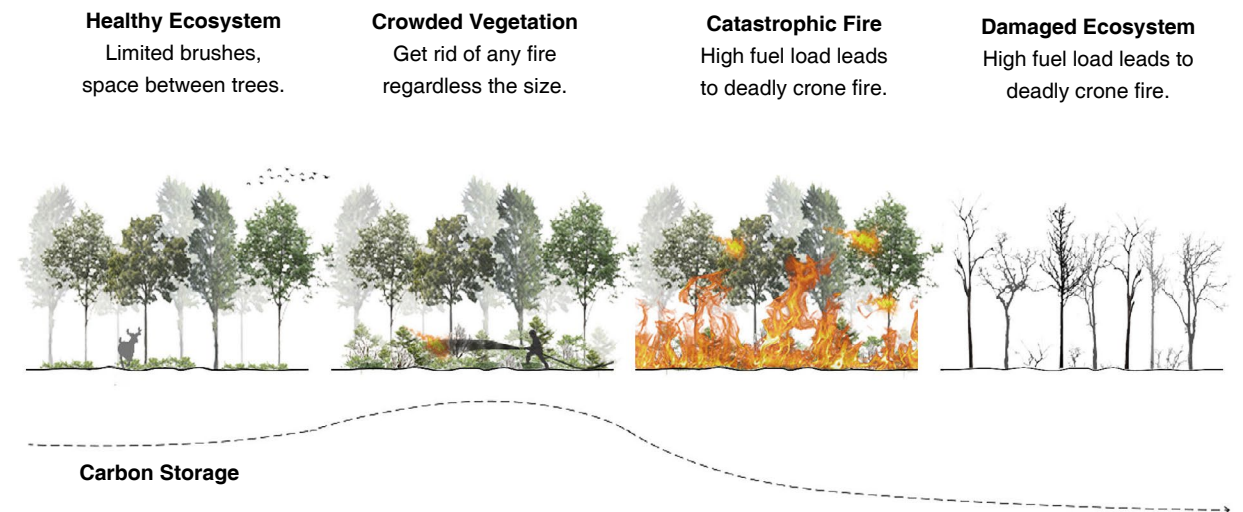 Healthy Ecosystem
Limited brushes,
space between trees.
Crowded Vegetation
Get rid of any fire
regardless the size.
Catastrophic Fire
High fuel load leads
to deadly crone fire.
Damaged Ecosystem
High fuel load leads to
deadly crone fire.
Carbon Storage